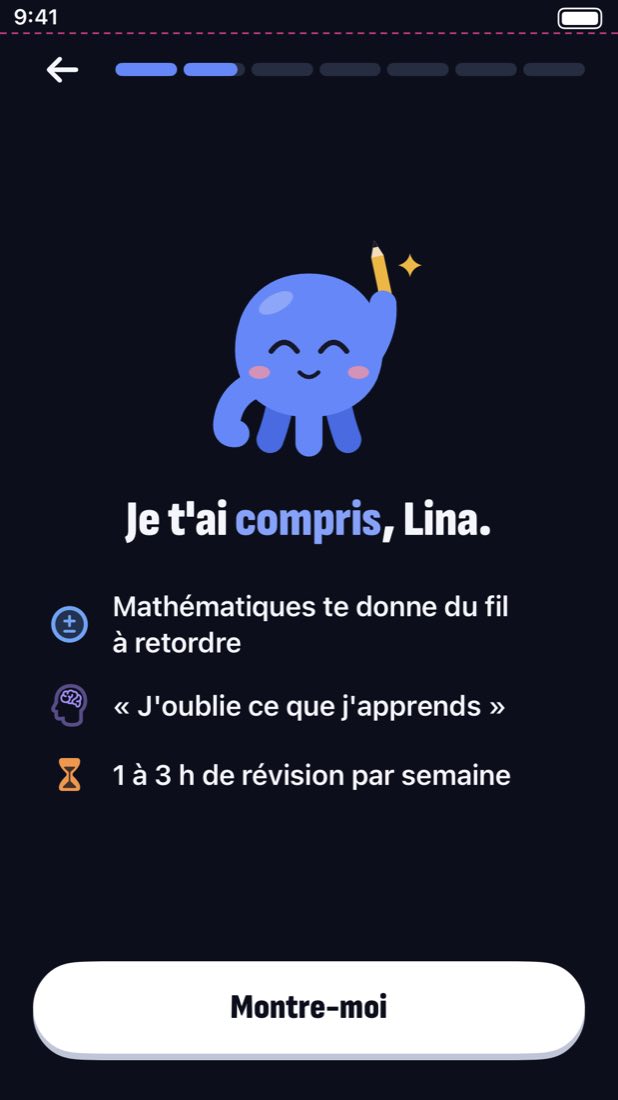 9:41
Je t'ai compris, Lina.
Mathématiques te donne du fil
à retordre
« J'oublie ce que j'apprends »
1 à 3 h de révision par semaine
Montre-moi